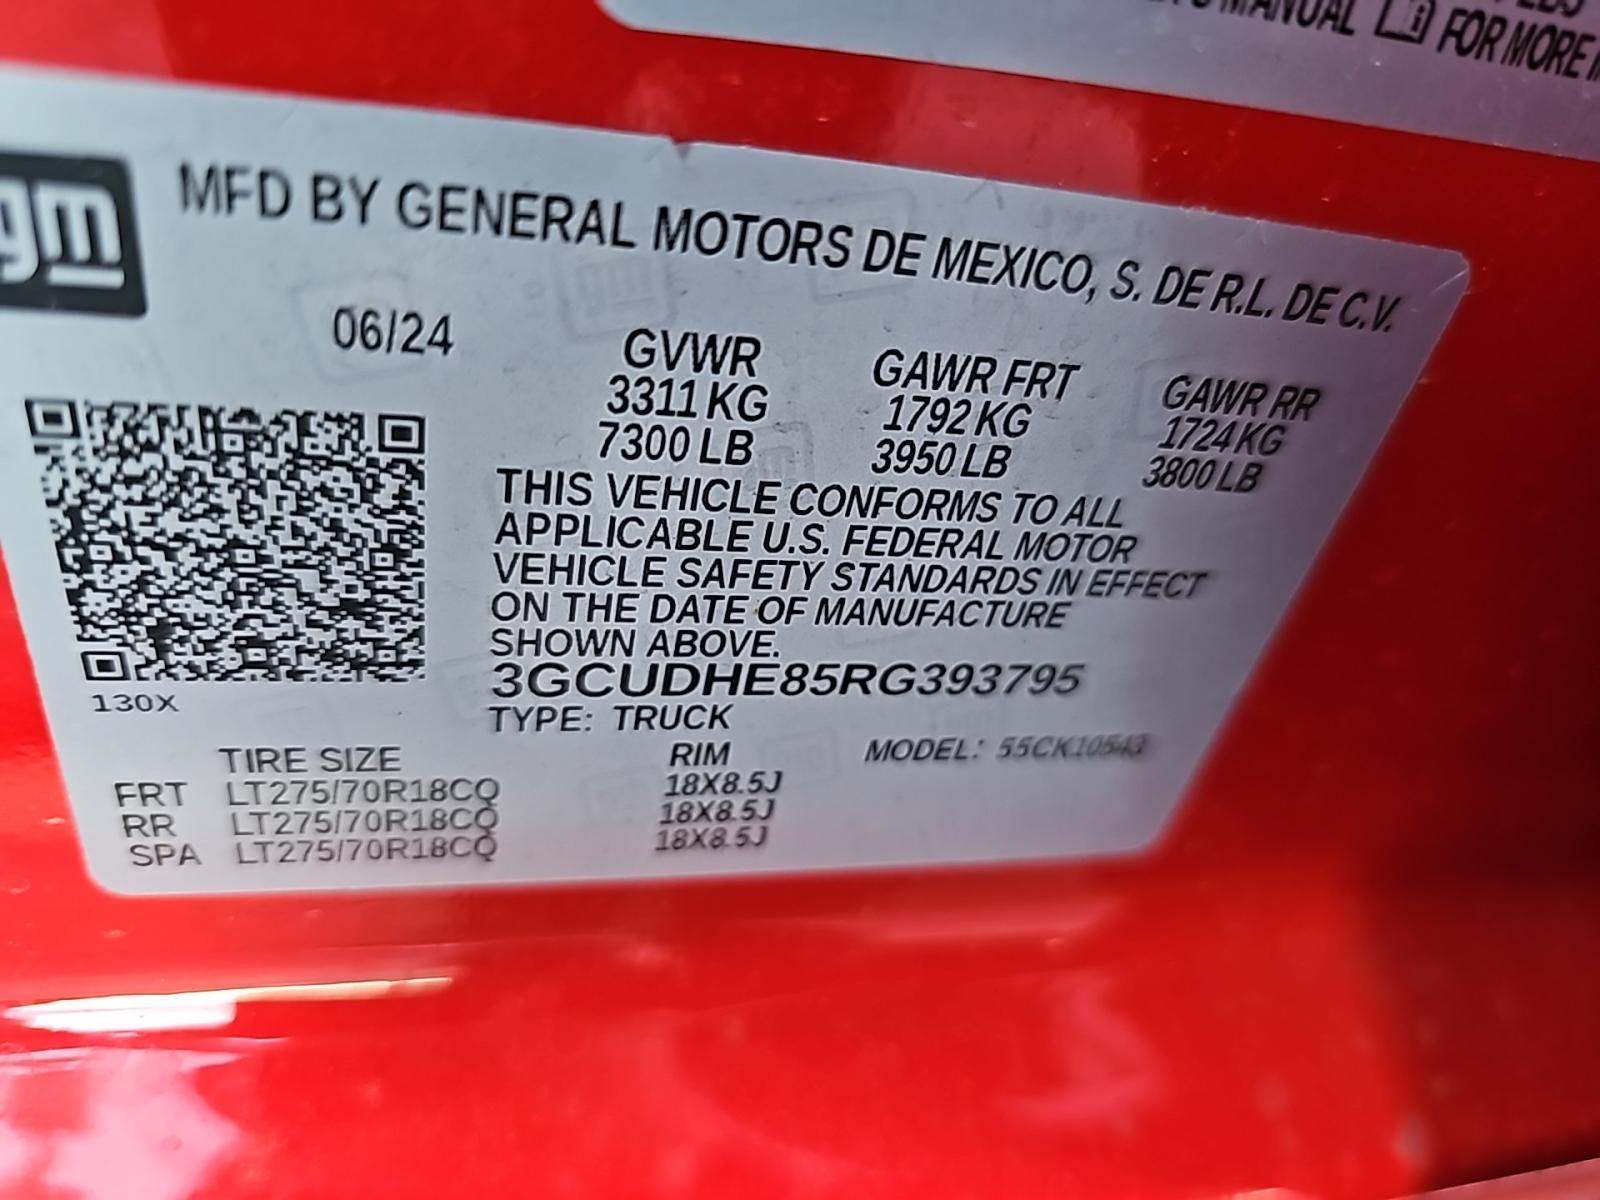 MANUAL
FOR MORE
gm
MFD BY GENERAL MOTORS DE MEXICO, S. DE R.L. DE C.V.
06/24
GVWR GAWR FRT GAWR RR
3311 KG 1792 KG 1724 KG
7300 LB 3950 LB 3800 LB
THIS VEHICLE CONFORMS TO ALL
APPLICABLE U.S. FEDERAL MOTOR
VEHICLE SAFETY STANDARDS IN EFFECT
ON THE DATE OF MANUFACTURE
SHOWN ABOVE.
3GCUDHE85RG393795
130X
TYPE: TRUCK
TIRE SIZE RIM MODEL: 55CK10543
FRT LT275/70R18CQ 18X8.5J
RR LT275/70R18CQ 18X8.5J
SPA LT275/70R18CQ 18X8.5J